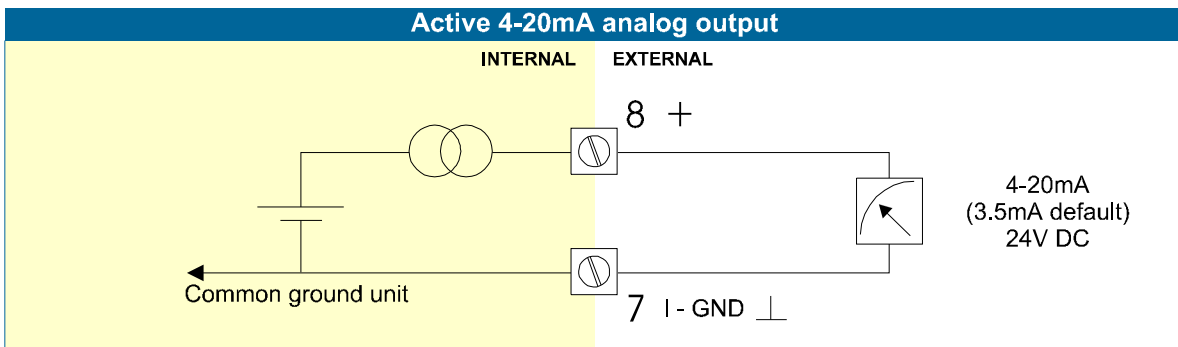 Active 4-20mA analog output
INTERNAL EXTERNAL
8 +
4-20mA
(3.5mA default)
24V DC
Common ground unit
7 I - GND ⊥